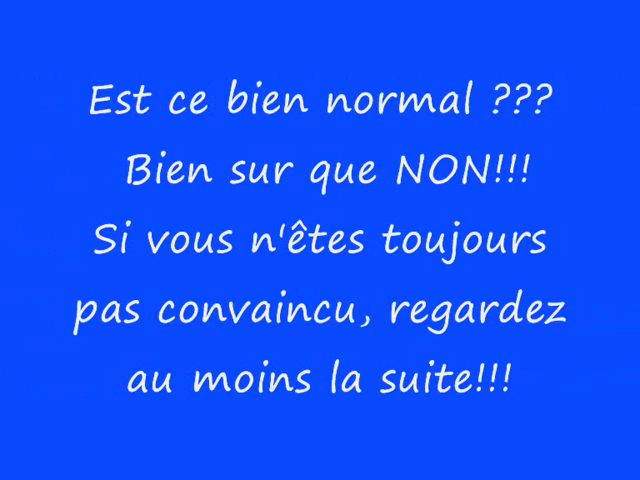 Est ce bien normal ???
Bien sur que NON!!!
Si vous n'êtes toujours
pas convaincu, regardez
au moins la suite!!!